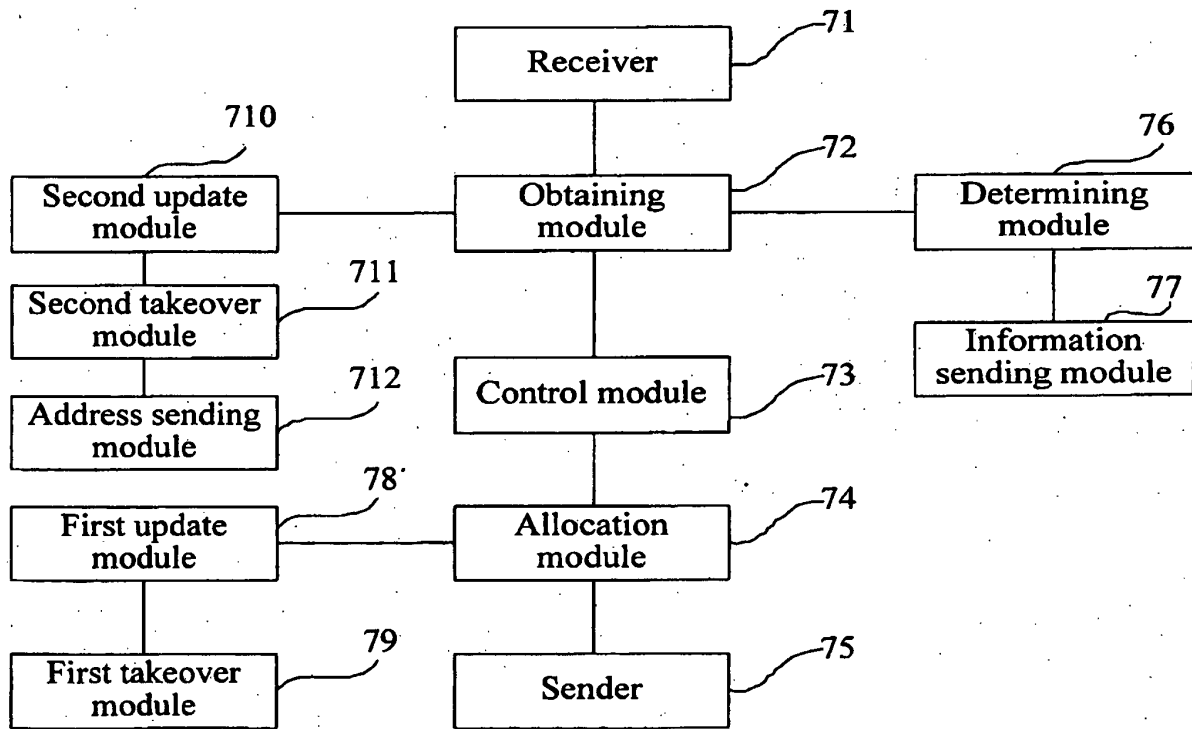 71
Receiver
710
72
76
Second update
module
Obtaining
module
Determining
module
711
77
Second takeover
module
Information
sending module
712
73
Control module
Address sending
module
78
74
First update
module
Allocation
module
79
75
First takeover
module
Sender